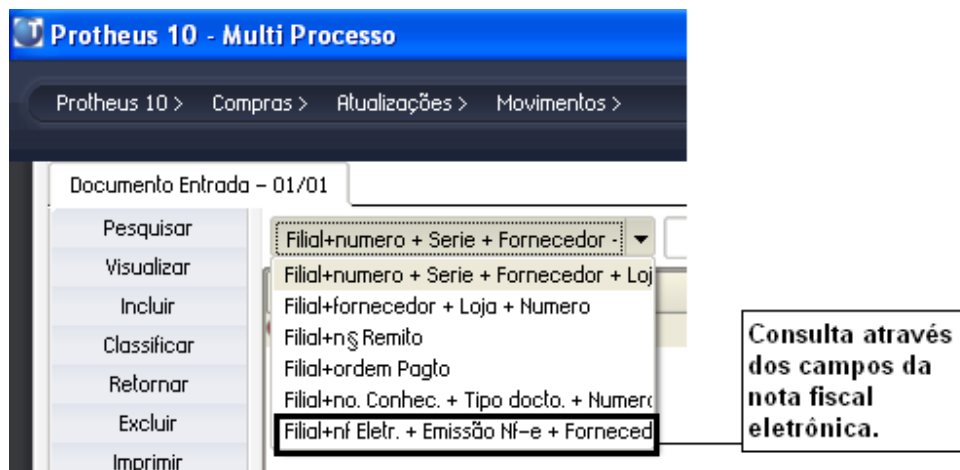 Protheus 10 - Multi Processo
Protheus 10 > Compras > Atualizações > Movimentos >
Documento Entrada – 01/01
Pesquisar
Visualizar
Incluir
Classificar
Retornar
Excluir
Imprimir
Filial+numero + Serie + Fornecedor -
Filial+numero + Serie + Fornecedor + Loj
Filial+fornecedor + Loja + Numero
Filial+n§ Remito
Filial+ordem Pagto
Filial+no. Conhec. + Tipo docto. + Numero
Filial+nf Eletr. + Emissão Nf-e + Forneced
Consulta através
dos campos da
nota fiscal
eletrônica.